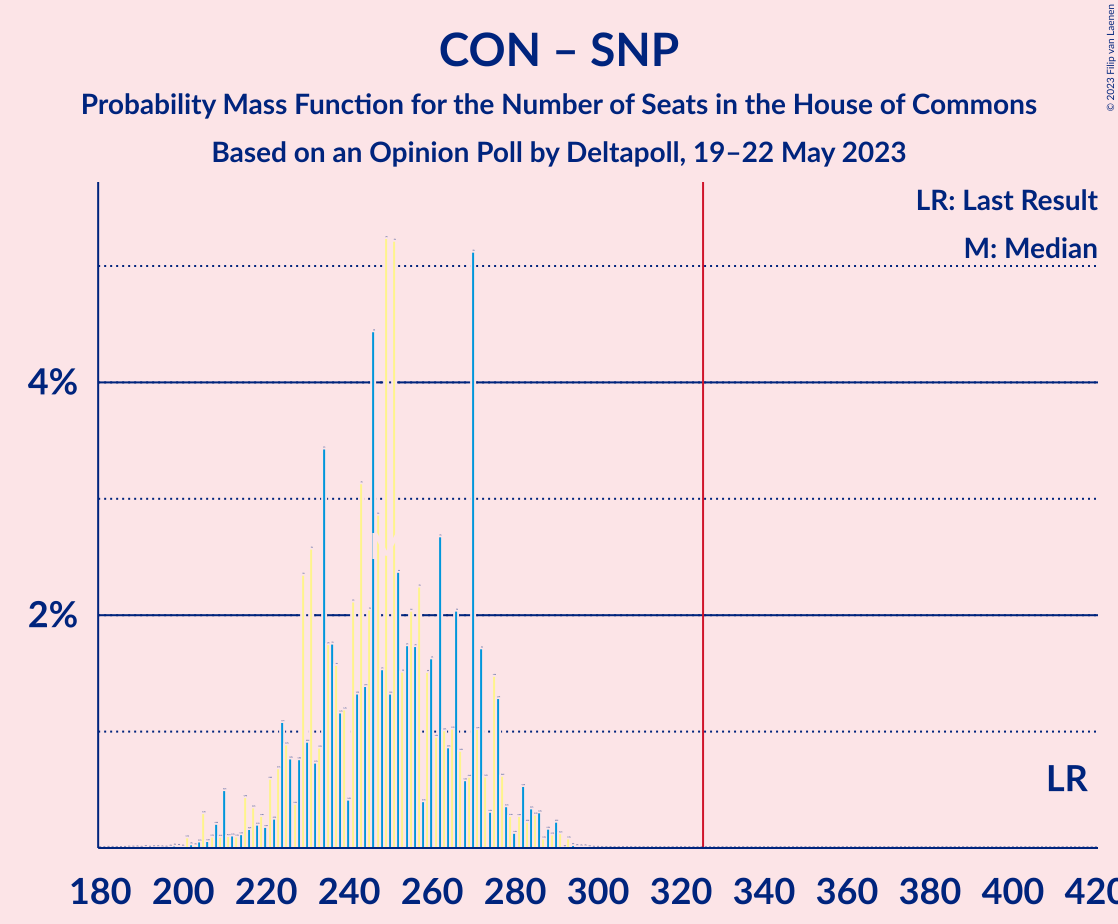 CON – SNP
Probability Mass Function for the Number of Seats in the House of Commons
Based on an Opinion Poll by Deltapoll, 19–22 May 2023
© 2023 Filip van Laenen
LR: Last Result
M: Median
4%
2%
LR
180 200 220 240 260 280 300 320 340 360 380 400 420